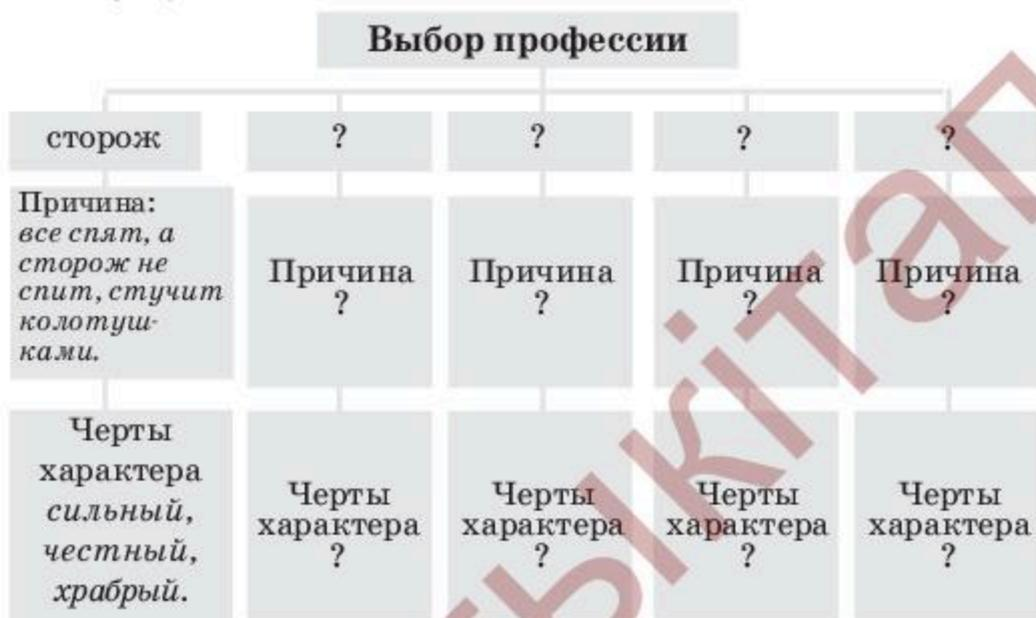 Выбор профессии
сторож
?
?
?
?
Причина:
все спят, а
сторож не
спит, стучит
колотуш-
ками.
Причина
?
Причина
?
Причина
?
Причина
?
Черты
характера
сильный,
честный,
храбрый.
Черты
характера
?
Черты
характера
?
Черты
характера
?
Черты
характера
?